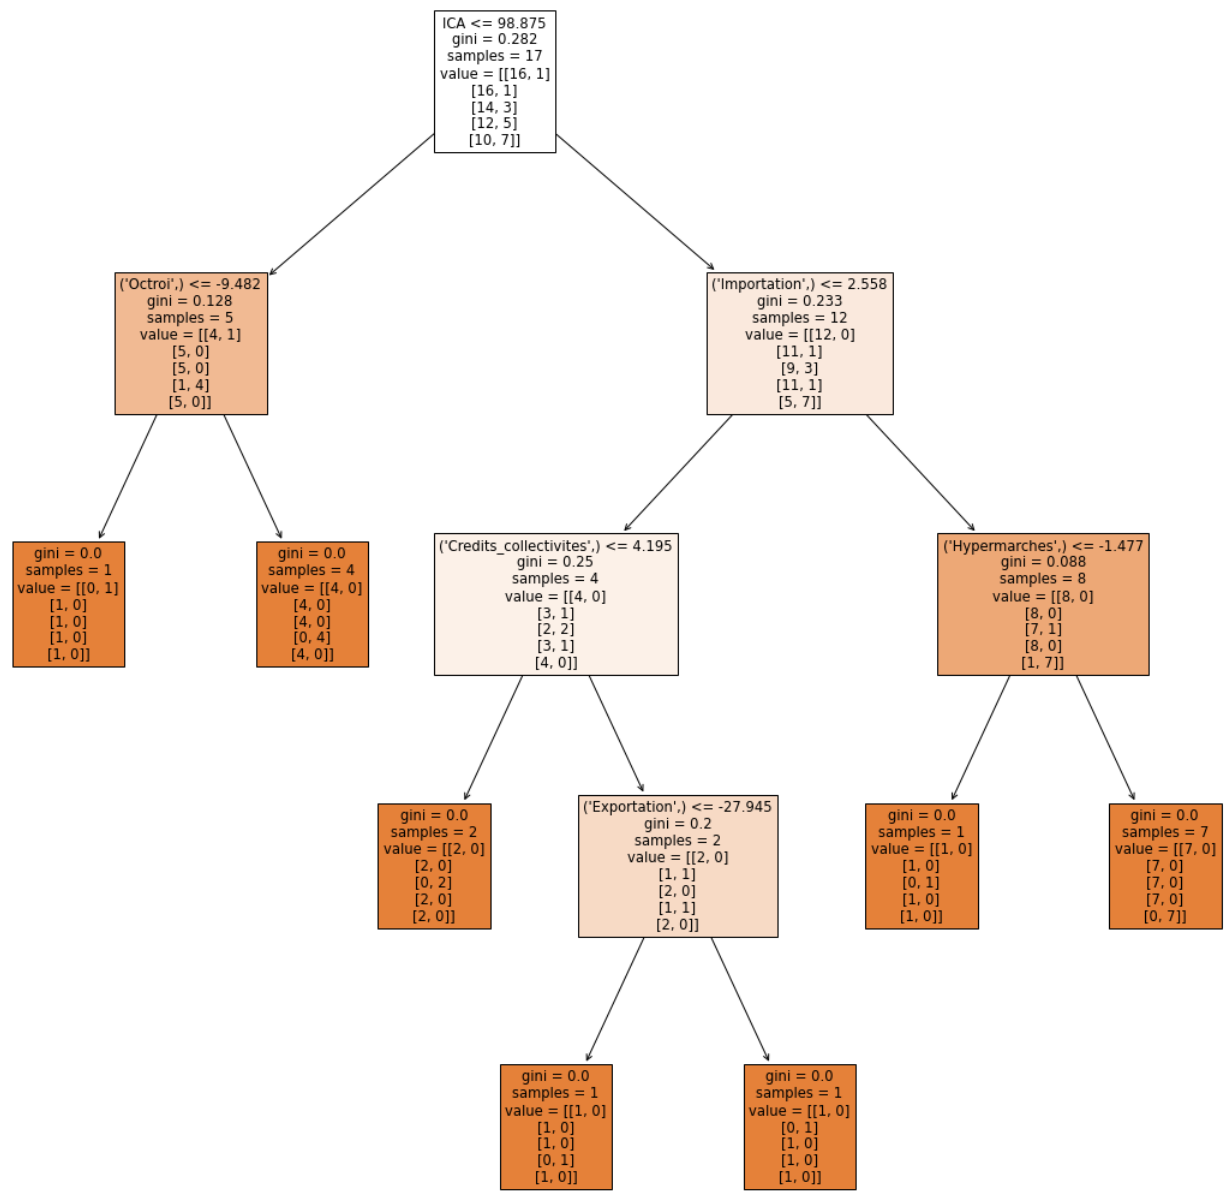 ICA <= 98.875
gini = 0.282
samples = 17
value = [[16, 1]
[16, 1]
[14, 3]
[12, 5]
[10, 7]]
('Octroi',) <= -9.482
gini = 0.128
samples = 5
value = [[4, 1]
[5, 0]
[5, 0]
[1, 4]
[5, 0]]
('Importation',) <= 2.558
gini = 0.233
samples = 12
value = [[12, 0]
[11, 1]
[9, 3]
[11, 1]
[5, 7]]
gini = 0.0
samples = 1
value = [[0, 1]
[1, 0]
[1, 0]
[1, 0]
[1, 0]]
gini = 0.0
samples = 4
value = [[4, 0]
[4, 0]
[4, 0]
[0, 4]
[4, 0]]
('Credits_collectivites',) <= 4.195
gini = 0.25
samples = 4
value = [[4, 0]
[3, 1]
[2, 2]
[3, 1]
[4, 0]]
('Hypermarches',) <= -1.477
gini = 0.088
samples = 8
value = [[8, 0]
[8, 0]
[7, 1]
[8, 0]
[1, 7]]
gini = 0.0
samples = 2
value = [[2, 0]
[2, 0]
[0, 2]
[2, 0]
[2, 0]]
('Exportation',) <= -27.945
gini = 0.2
samples = 2
value = [[2, 0]
[1, 1]
[2, 0]
[1, 1]
[2, 0]]
gini = 0.0
samples = 1
value = [[1, 0]
[1, 0]
[0, 1]
[1, 0]
[1, 0]]
gini = 0.0
samples = 7
value = [[7, 0]
[7, 0]
[7, 0]
[7, 0]
[0, 7]]
gini = 0.0
samples = 1
value = [[1, 0]
[1, 0]
[1, 0]
[0, 1]
[1, 0]]
gini = 0.0
samples = 1
value = [[1, 0]
[0, 1]
[1, 0]
[1, 0]
[1, 0]]